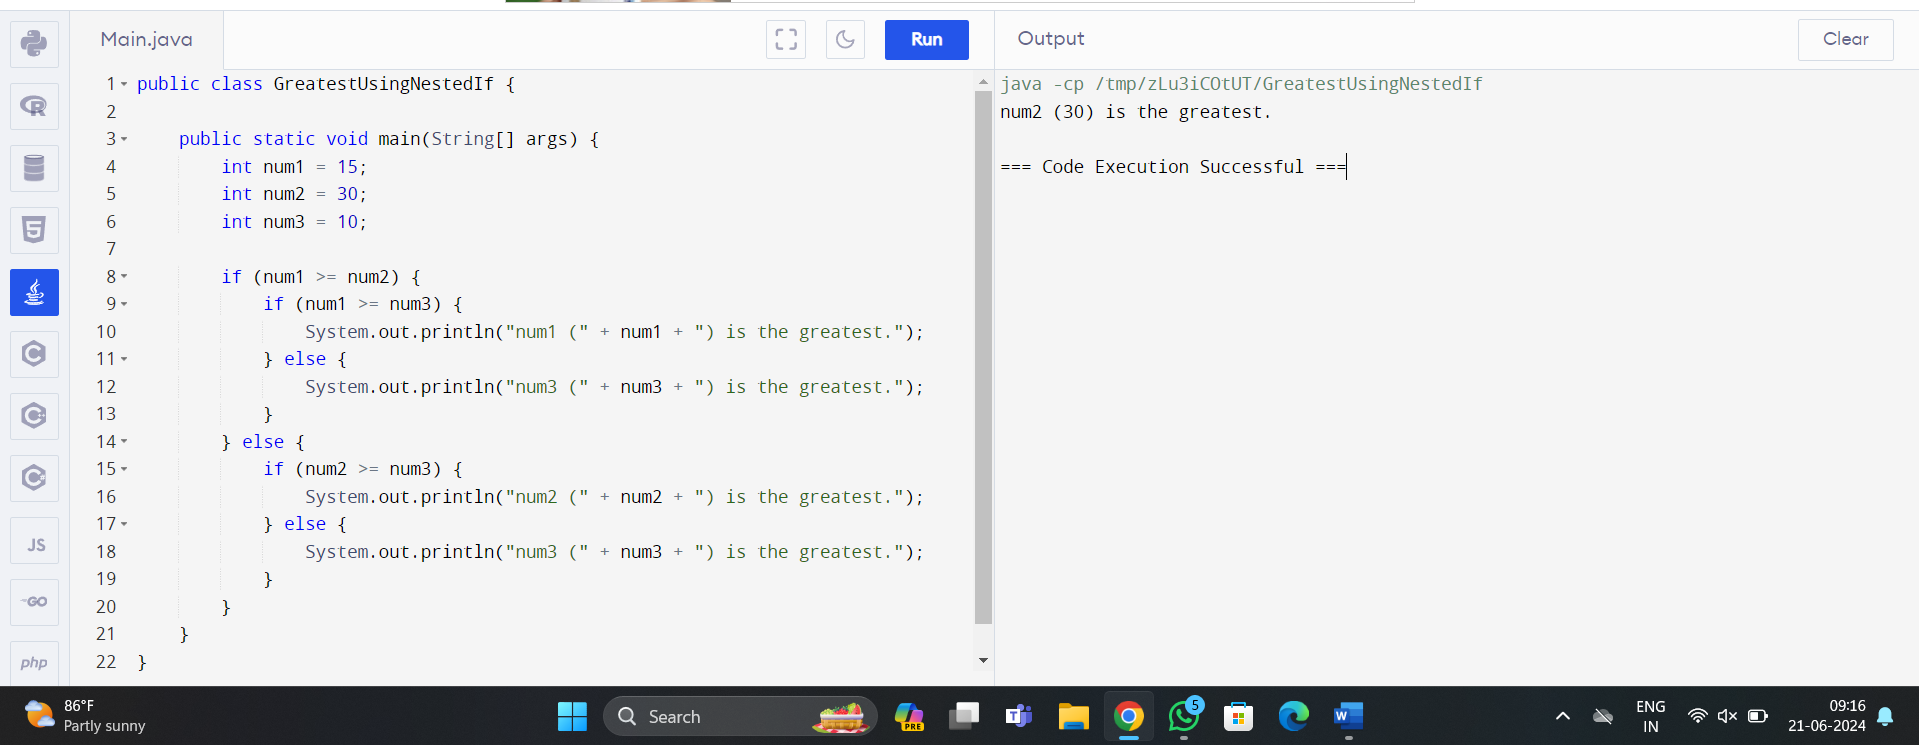 Main.java
Run
Output
Clear
1 public class GreatestUsingNestedIf {
2
3 public static void main(String[] args) {
4 int num1 = 15;
5 int num2 = 30;
6 int num3 = 10;
7
8 if (num1 >= num2) {
9 if (num1 >= num3) {
10 System.out.println("num1 (" + num1 + ") is the greatest.");
11 } else {
12 System.out.println("num3 (" + num3 + ") is the greatest.");
13 }
14 } else {
15 if (num2 >= num3) {
16 System.out.println("num2 (" + num2 + ") is the greatest.");
17 } else {
18 System.out.println("num3 (" + num3 + ") is the greatest.");
19 }
20 }
21 }
22 }
java -cp /tmp/zLu3iCOtUT/GreatestUsingNestedIf
num2 (30) is the greatest.
=== Code Execution Successful ===
R
5
C
C
C
JS
GO
php
86°F
Partly sunny
Search
PRE
T
5
W
ENG
IN
09:16
21-06-2024